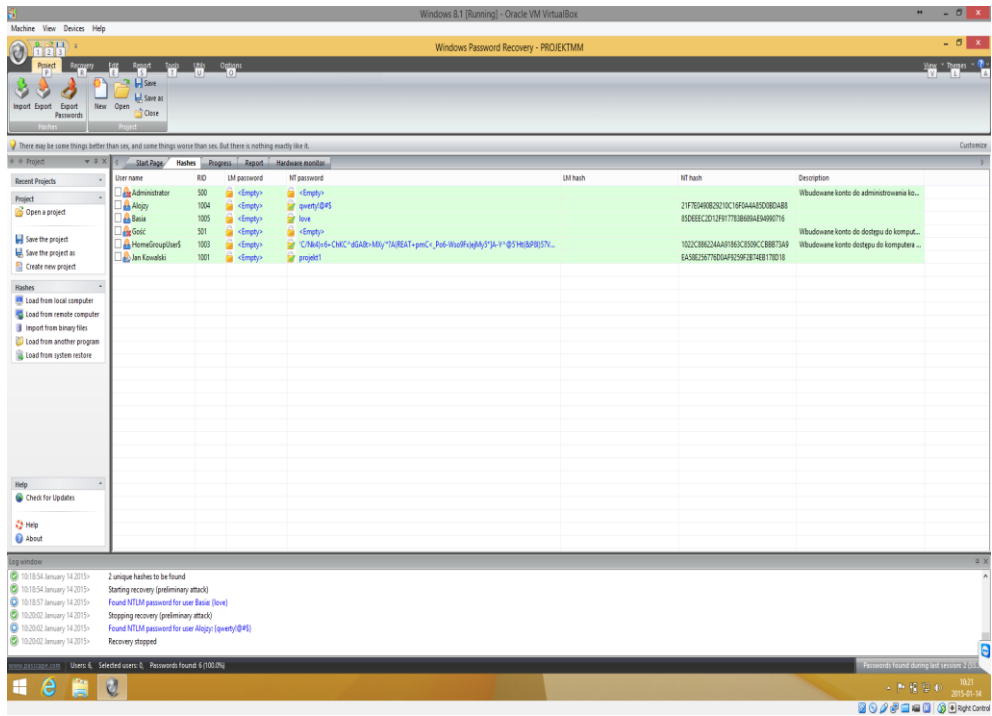 Windows 8.1 [Running] - Oracle VM VirtualBox
Machine View Devices Help
1 2 3
Windows Password Recovery - PROJEKTMM
Project Recovery Edit Report Tools Utils Options View Themes
P R E S T U O V L A
Import Export Export Passwords New Open Save
Save as
Close
Hashes Project
There may be some things better than sex, and some things worse than sex. But there is nothing exactly like it. Customize
Project Start Page Hashes Progress Report Hardware monitor
Recent Projects
Project
Open a project
Save the project
Save the project as
Create new project
Hashes
Load from local computer
Load from remote computer
Import from binary files
Load from another program
Load from system restore
Help
Check for Updates
Help
About
User name RID LM password NT password LM hash NT hash Description
Administrator 500 <Empty> <Empty> Wbudowane konto do administrowania ko...
Alojzy 1004 <Empty> qwerty!@#$ 21F7E0490B29210C16F0A4A85D0BDAB8
Basia 1005 <Empty> love 85DEEEC2D12F917783B689AE94990716
Gość 501 <Empty> <Empty> Wbudowane konto do dostępu do komput...
HomeGroupUser$ 1003 <Empty> 1022C886224AA91863C8509CCBBB73A9 Wbudowane konto dostępu do komputera ...
Jan Kowalski 1001 <Empty> projekt1 EA58E256776D0AF9259F2B74EB178D18
Log window
10:18:54 January 14 2015> 2 unique hashes to be found
10:18:54 January 14 2015> Starting recovery (preliminary attack)
10:18:57 January 14 2015> Found NTLM password for user Basia: (love)
10:20:02 January 14 2015> Stopping recovery (preliminary attack)
10:20:02 January 14 2015> Found NTLM password for user Alojzy: (qwerty!@#$)
10:20:02 January 14 2015> Recovery stopped
www.passcape.com Users: 6, Selected users: 0, Passwords found: 6 (100.0%) Passwords found during last session: 2
10:21
2015-01-14
Right Control